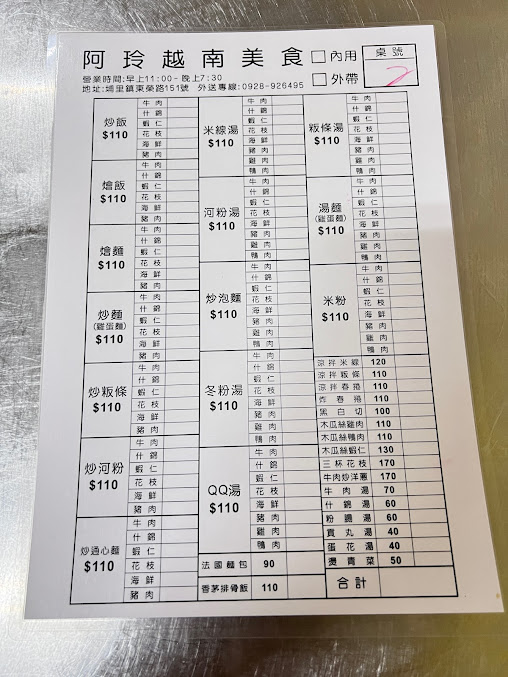 阿玲越南美食 □內用 桌號
營業時間:早上11:00-晚上7:30 □外帶 2
地址:埔里鎮東榮路151號 外送專線:0928-926495
炒飯 $110
牛肉
什錦
蝦仁
花枝
海鮮
豬肉
燴飯 $110
牛肉
什錦
蝦仁
花枝
海鮮
豬肉
燴麵 $110
牛肉
什錦
蝦仁
花枝
海鮮
豬肉
炒麵 (雞蛋麵) $110
牛肉
什錦
蝦仁
花枝
海鮮
豬肉
炒粄條 $110
牛肉
什錦
蝦仁
花枝
海鮮
豬肉
炒河粉 $110
牛肉
什錦
蝦仁
花枝
海鮮
豬肉
炒通心麵 $110
牛肉
什錦
蝦仁
花枝
海鮮
豬肉
米線湯 $110
牛肉
什錦
蝦仁
花枝
海鮮
豬肉
雞肉
鴨肉
河粉湯 $110
牛肉
什錦
蝦仁
花枝
海鮮
豬肉
雞肉
鴨肉
炒泡麵 $110
牛肉
什錦
蝦仁
花枝
海鮮
豬肉
雞肉
鴨肉
冬粉湯 $110
牛肉
什錦
蝦仁
花枝
海鮮
豬肉
雞肉
鴨肉
QQ湯 $110
牛肉
什錦
蝦仁
花枝
海鮮
豬肉
雞肉
鴨肉
法國麵包 90
香茅排骨飯 110
粄條湯 $110
牛肉
什錦
蝦仁
花枝
海鮮
豬肉
雞肉
鴨肉
湯麵 (雞蛋麵) $110
牛肉
什錦
蝦仁
花枝
海鮮
豬肉
雞肉
鴨肉
米粉 $110
牛肉
什錦
蝦仁
花枝
海鮮
豬肉
雞肉
鴨肉
涼拌米線 120
涼拌粄條 110
涼拌春捲 110
炸春捲 110
黑白切 100
木瓜絲雞肉 110
木瓜絲鴨肉 110
木瓜絲蝦仁 130
三杯花枝 170
牛肉炒洋蔥 170
牛肉湯 70
什錦湯 60
粉腸湯 60
貢丸湯 40
蛋花湯 40
燙青菜 50
合計